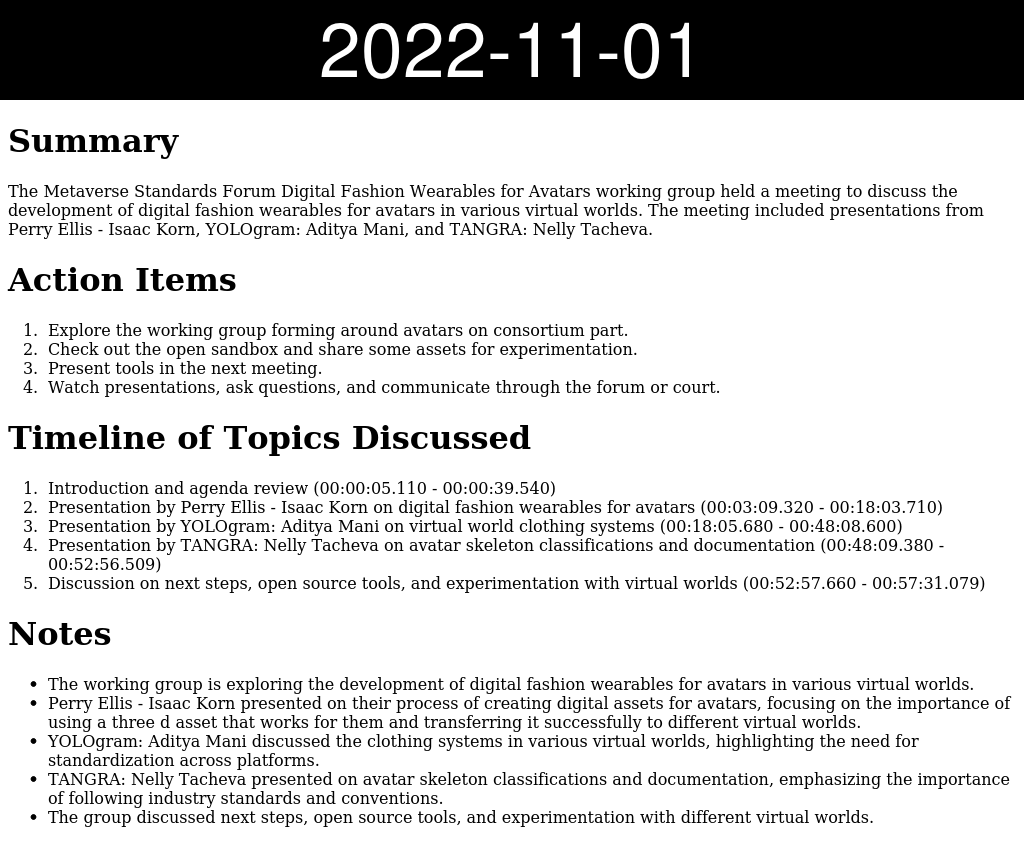 2022-11-01
Summary
The Metaverse Standards Forum Digital Fashion Wearables for Avatars working group held a meeting to discuss the
development of digital fashion wearables for avatars in various virtual worlds. The meeting included presentations from
Perry Ellis - Isaac Korn, YOLOgram: Aditya Mani, and TANGRA: Nelly Tacheva.
Action Items
1. Explore the working group forming around avatars on consortium part.
2. Check out the open sandbox and share some assets for experimentation.
3. Present tools in the next meeting.
4. Watch presentations, ask questions, and communicate through the forum or court.
Timeline of Topics Discussed
1. Introduction and agenda review (00:00:05.110 - 00:00:39.540)
2. Presentation by Perry Ellis - Isaac Korn on digital fashion wearables for avatars (00:03:09.320 - 00:18:03.710)
3. Presentation by YOLOgram: Aditya Mani on virtual world clothing systems (00:18:05.680 - 00:48:08.600)
4. Presentation by TANGRA: Nelly Tacheva on avatar skeleton classifications and documentation (00:48:09.380 -
00:52:56.509)
5. Discussion on next steps, open source tools, and experimentation with virtual worlds (00:52:57.660 - 00:57:31.079)
Notes
• The working group is exploring the development of digital fashion wearables for avatars in various virtual worlds.
• Perry Ellis - Isaac Korn presented on their process of creating digital assets for avatars, focusing on the importance of
using a three d asset that works for them and transferring it successfully to different virtual worlds.
• YOLOgram: Aditya Mani discussed the clothing systems in various virtual worlds, highlighting the need for
standardization across platforms.
• TANGRA: Nelly Tacheva presented on avatar skeleton classifications and documentation, emphasizing the importance
of following industry standards and conventions.
• The group discussed next steps, open source tools, and experimentation with different virtual worlds.